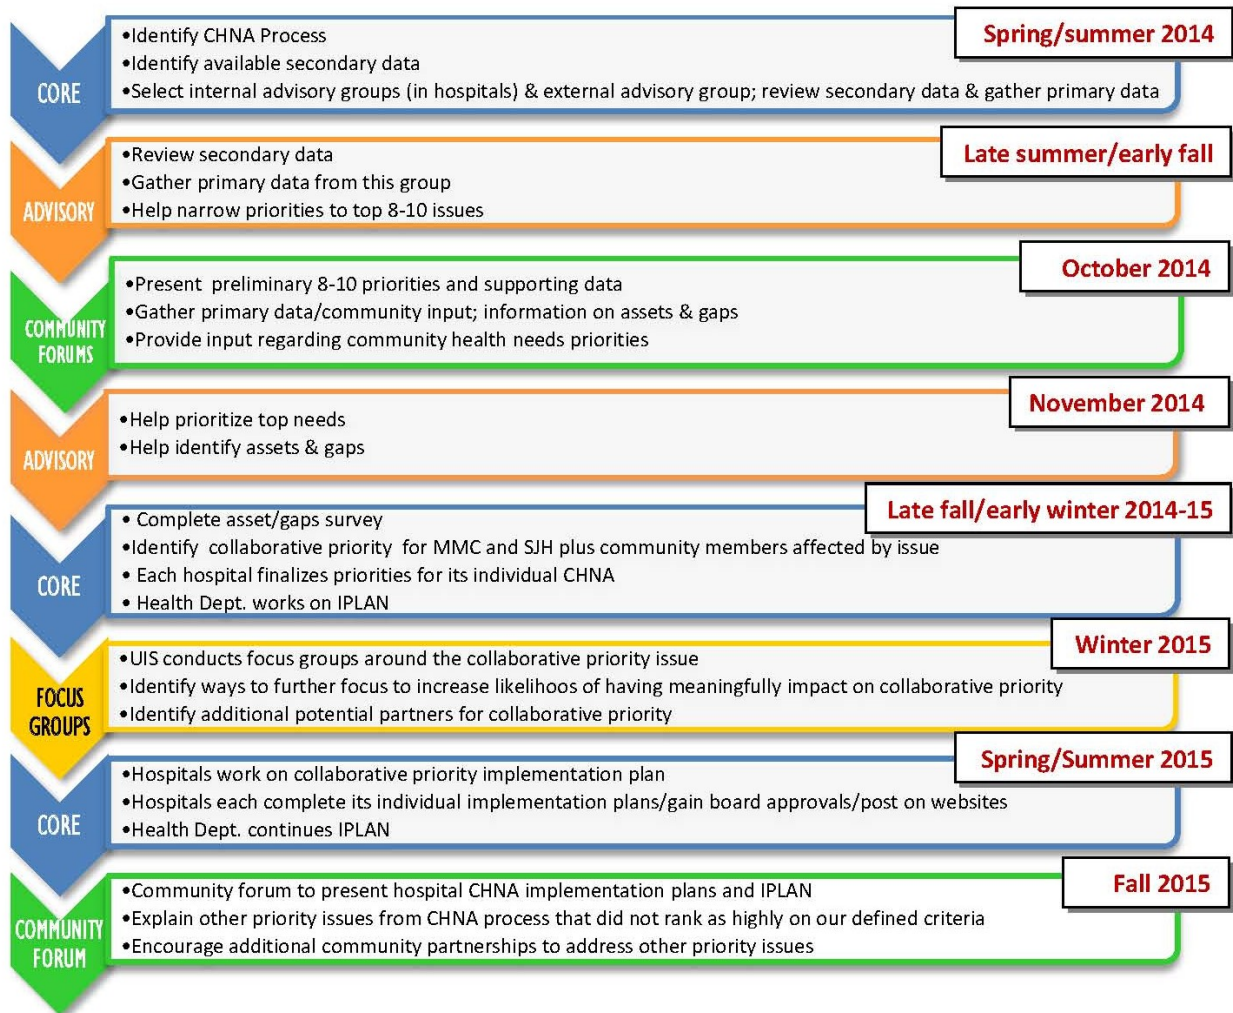 Spring/summer 2014
CORE
•Identify CHNA Process
•Identify available secondary data
•Select internal advisory groups (in hospitals) & external advisory group; review secondary data & gather primary data
Late summer/early fall
ADVISORY
•Review secondary data
•Gather primary data from this group
•Help narrow priorities to top 8-10 issues
October 2014
COMMUNITY
FORUMS
•Present preliminary 8-10 priorities and supporting data
•Gather primary data/community input; information on assets & gaps
•Provide input regarding community health needs priorities
November 2014
ADVISORY
•Help prioritize top needs
•Help identify assets & gaps
Late fall/early winter 2014-15
CORE
• Complete asset/gaps survey
•Identify collaborative priority for MMC and SJH plus community members affected by issue
• Each hospital finalizes priorities for its individual CHNA
• Health Dept. works on IPLAN
Winter 2015
FOCUS
GROUPS
•UIS conducts focus groups around the collaborative priority issue
•Identify ways to further focus to increase likelihoos of having meaningfully impact on collaborative priority
•Identify additional potential partners for collaborative priority
Spring/Summer 2015
CORE
•Hospitals work on collaborative priority implementation plan
•Hospitals each complete its individual implementation plans/gain board approvals/post on websites
•Health Dept. continues IPLAN
Fall 2015
COMMUNITY
FORUM
•Community forum to present hospital CHNA implementation plans and IPLAN
•Explain other priority issues from CHNA process that did not rank as highly on our defined criteria
•Encourage additional community partnerships to address other priority issues